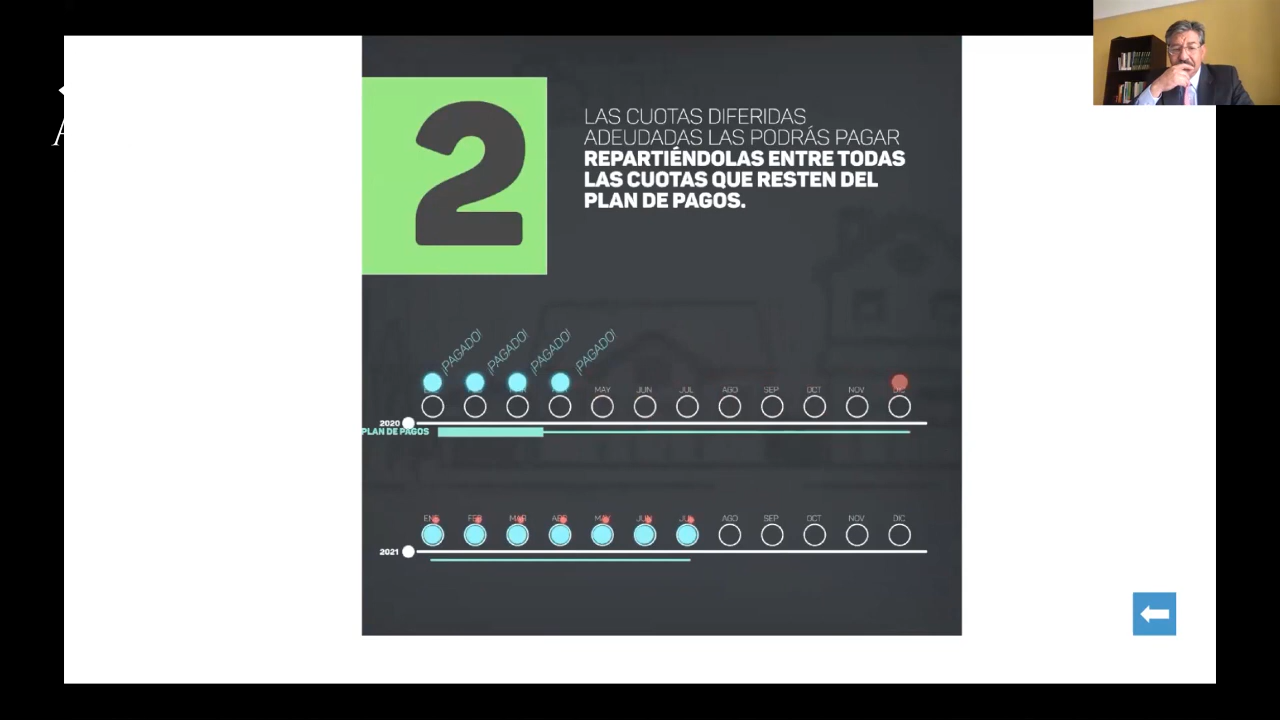 2
LAS CUOTAS DIFERIDAS
ADEUDADAS LAS PODRÁS PAGAR
REPARTIÉNDOLAS ENTRE TODAS
LAS CUOTAS QUE RESTEN DEL
PLAN DE PAGOS.
¡PAGADO! ¡PAGADO! ¡PAGADO! ¡PAGADO!
MAY JUN JUL AGO SEP OCT NOV DIC
2020
PLAN DE PAGOS
ENE FEB MAR ABR MAY JUN JUL AGO SEP OCT NOV DIC
2021